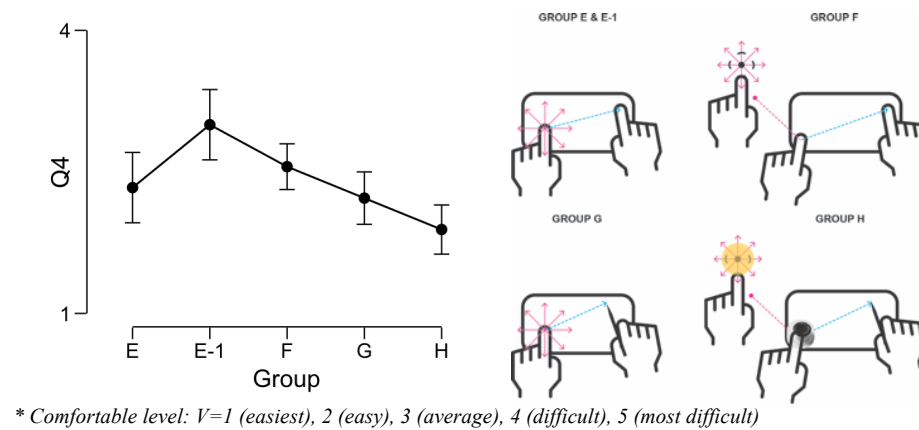 4
Q4
1
E E-1 F G H
Group
GROUP E & E-1
GROUP F
GROUP G
GROUP H
* Comfortable level: V=1 (easiest), 2 (easy), 3 (average), 4 (difficult), 5 (most difficult)